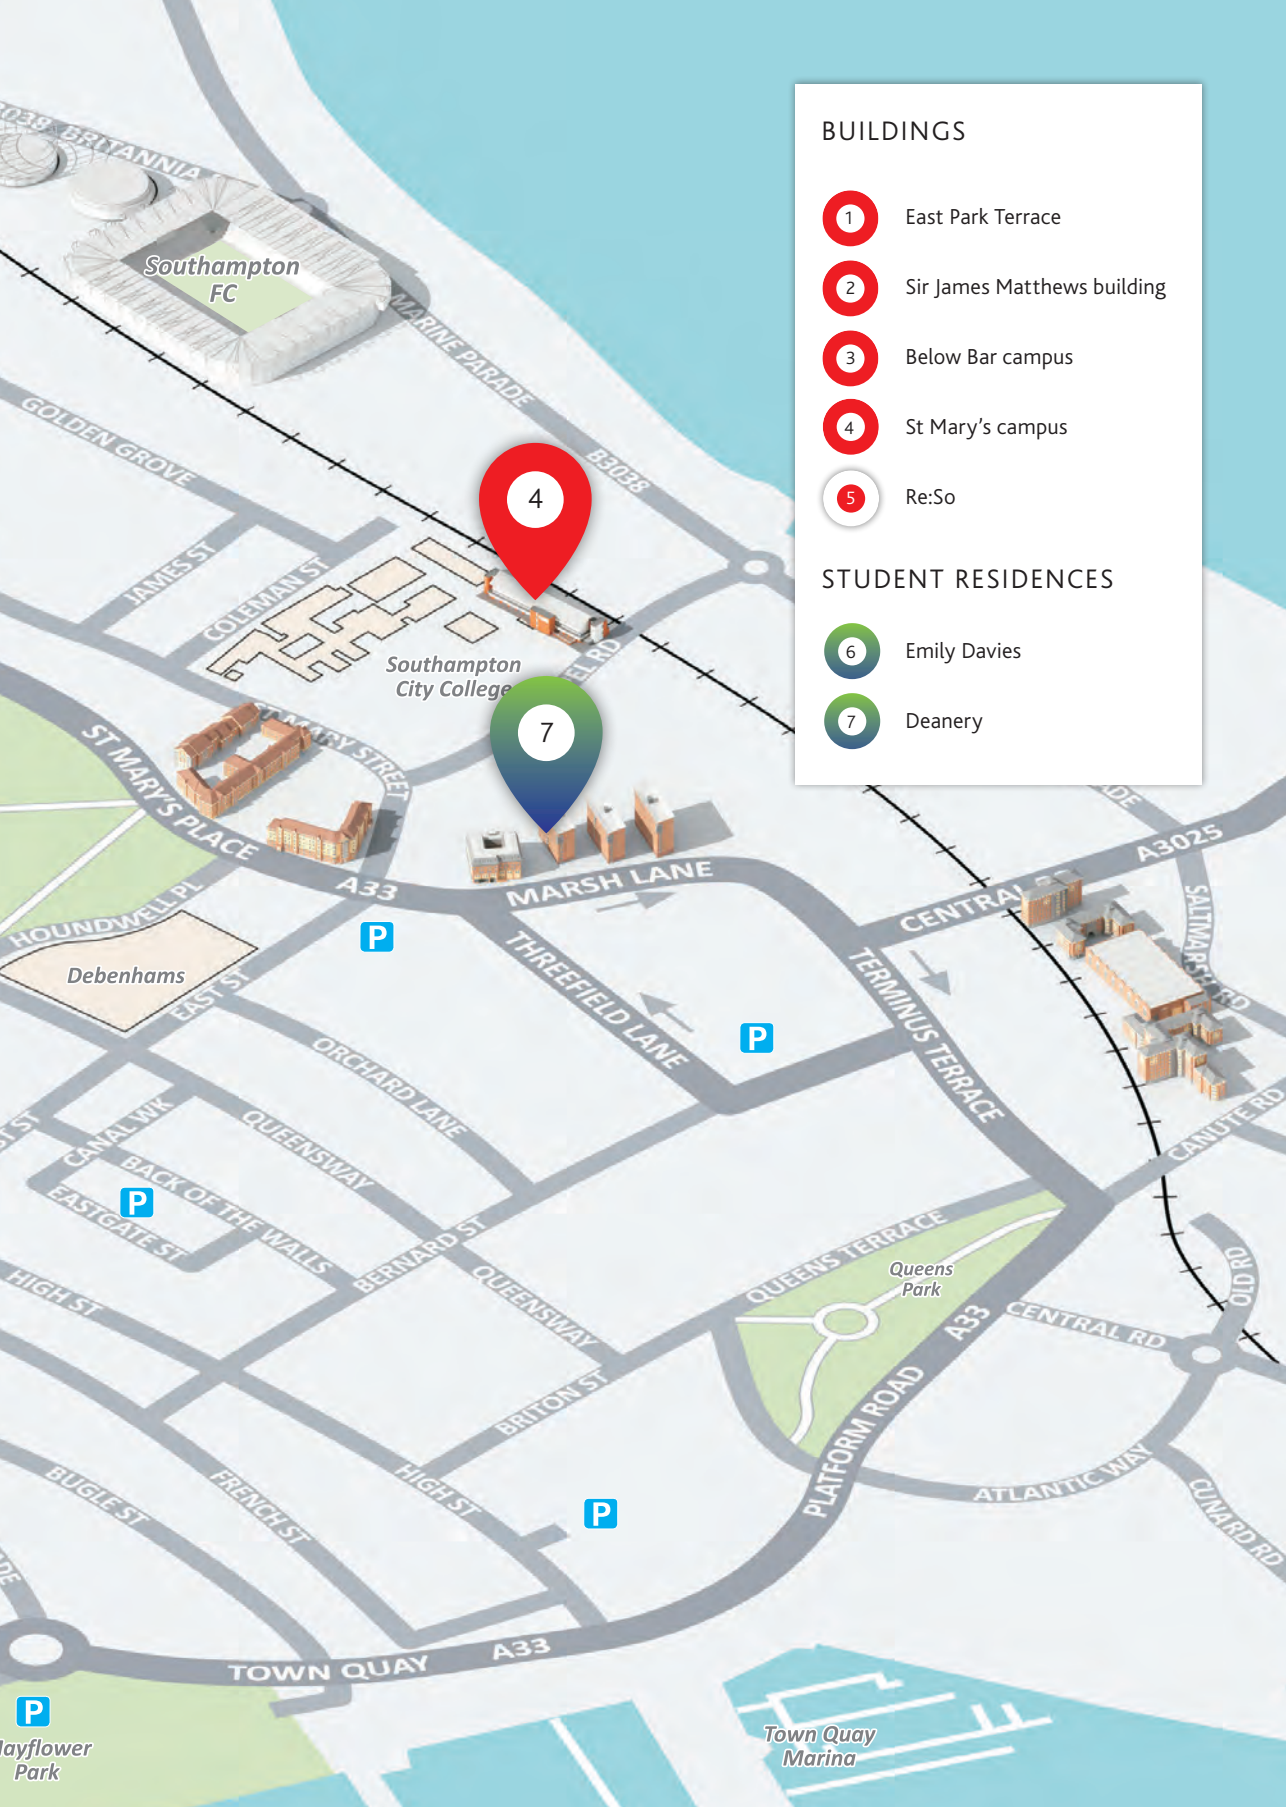 BUILDINGS
1 East Park Terrace
2 Sir James Matthews building
3 Below Bar campus
4 St Mary's campus
5 Re:So
STUDENT RESIDENCES
6 Emily Davies
7 Deanery
BRITANNIA
Southampton
FC
MARINE PARADE
B3038
GOLDEN GROVE
4
JAMES ST
COLEMAN ST
Southampton
City College
7
ST MARY STREET
ST MARY'S PLACE
A33
MARSH LANE
HOUNDWELL PL
P
Debenhams
EAST ST
THREEFIELD LANE
TERMINUS TERRACE
CENTRAL
A3025
SALTMARSH RD
P
ORCHARD LANE
QUEENSWAY
CANAL WK
BACK OF THE WALLS
EASTGATE ST
P
CANUTE RD
BERNARD ST
QUEENSWAY
QUEENS TERRACE
Queens
Park
OLD RD
CENTRAL RD
A33
HIGH ST
BRITON ST
PLATFORM ROAD
ATLANTIC WAY
CUNARD RD
BUGLE ST
FRENCH ST
HIGH ST
P
TOWN QUAY
A33
P
Park
Town Quay
Marina